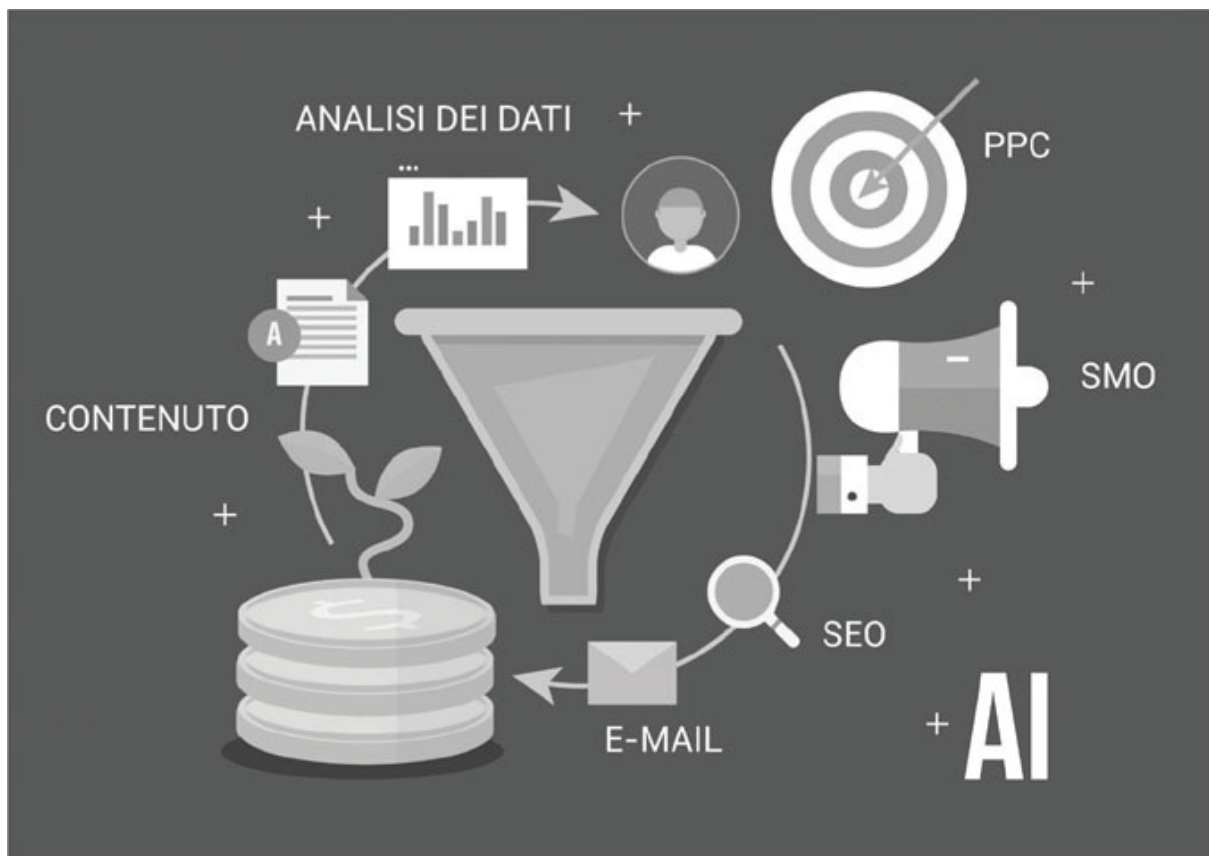 ANALISI DEI DATI
PPC
A
SMO
CONTENUTO
SEO
E-MAIL
AI